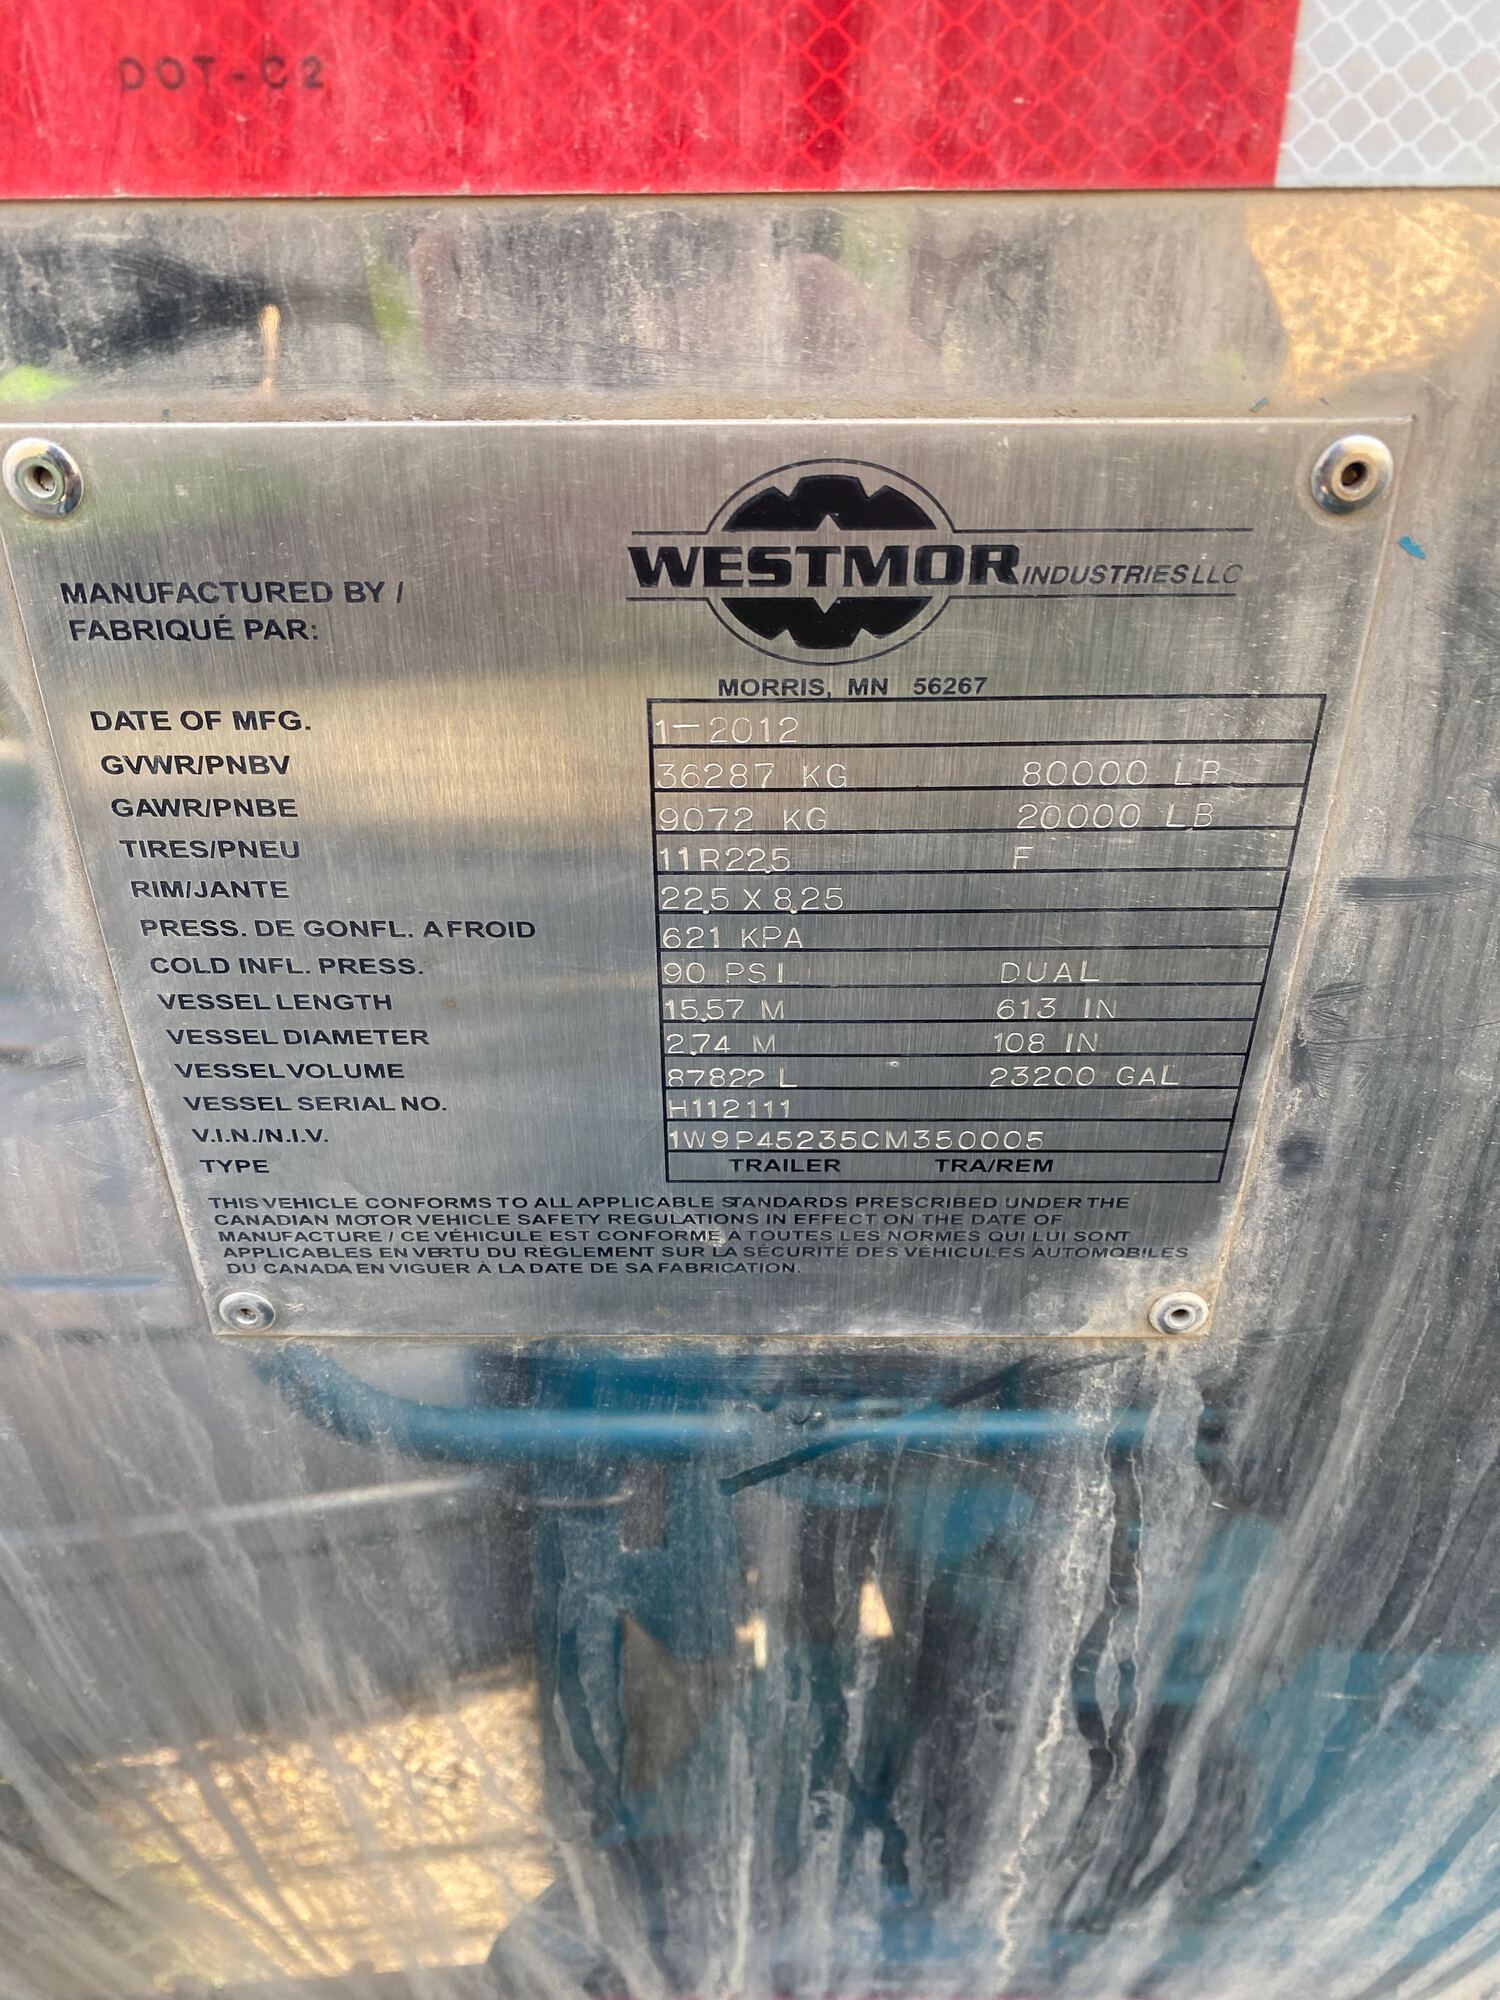 DOT-C2
WESTMOR INDUSTRIES LLC
MANUFACTURED BY /
FABRIQUÉ PAR:
MORRIS, MN 56267
DATE OF MFG. 1-2012
GVWR/PNBV 36287 KG 80000 LB
GAWR/PNBE 9072 KG 20000 LB
TIRES/PNEU 11R22.5 F
RIM/JANTE 22.5 X 8.25
PRESS. DE GONFL. A FROID 621 KPA
COLD INFL. PRESS. 90 PSI DUAL
VESSEL LENGTH 15.57 M 613 IN
VESSEL DIAMETER 2.74 M 108 IN
VESSEL VOLUME 87822 L 23200 GAL
VESSEL SERIAL NO. H112111
V.I.N./N.I.V. 1W9P45235CM350005
TYPE TRAILER TRA/REM
THIS VEHICLE CONFORMS TO ALL APPLICABLE STANDARDS PRESCRIBED UNDER THE
CANADIAN MOTOR VEHICLE SAFETY REGULATIONS IN EFFECT ON THE DATE OF
MANUFACTURE / CE VÉHICULE EST CONFORME A TOUTES LES NORMES QUI LUI SONT
APPLICABLES EN VERTU DU RÈGLEMENT SUR LA SÉCURITÉ DES VÉHICULES AUTOMOBILES
DU CANADA EN VIGUER À LA DATE DE SA FABRICATION.